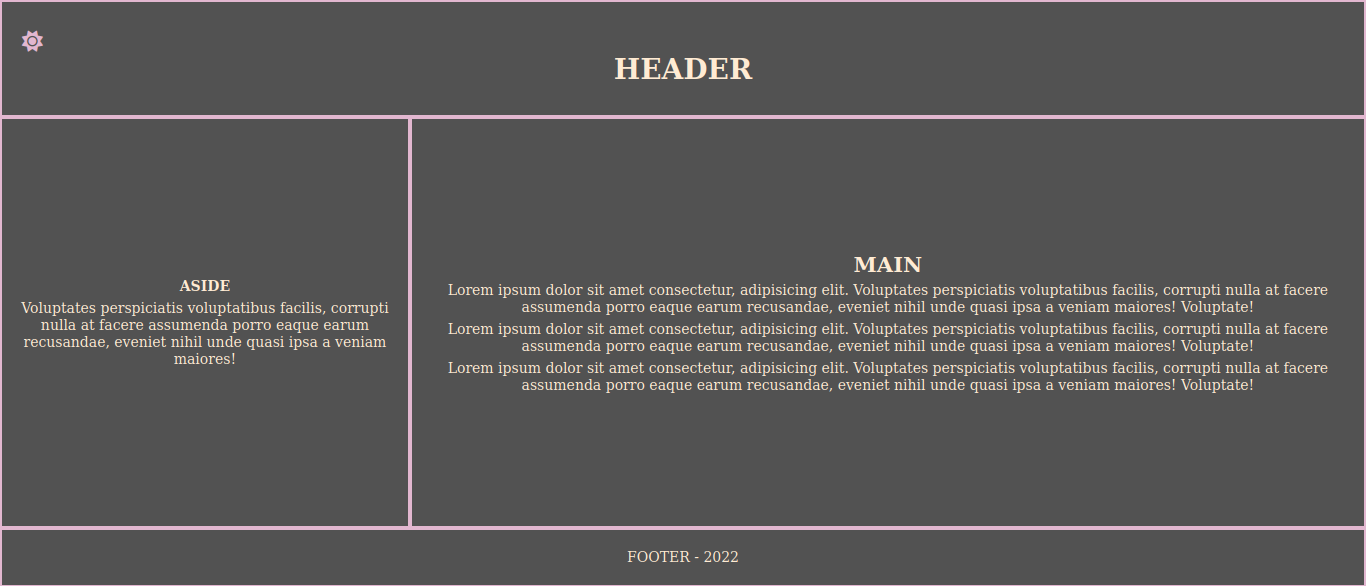 HEADER
ASIDE
Voluptates perspiciatis voluptatibus facilis, corrupti
nulla at facere assumenda porro eaque earum
recusandae, eveniet nihil unde quasi ipsa a veniam
maiores!
MAIN
Lorem ipsum dolor sit amet consectetur, adipisicing elit. Voluptates perspiciatis voluptatibus facilis, corrupti nulla at facere
assumenda porro eaque earum recusandae, eveniet nihil unde quasi ipsa a veniam maiores! Voluptate!
Lorem ipsum dolor sit amet consectetur, adipisicing elit. Voluptates perspiciatis voluptatibus facilis, corrupti nulla at facere
assumenda porro eaque earum recusandae, eveniet nihil unde quasi ipsa a veniam maiores! Voluptate!
Lorem ipsum dolor sit amet consectetur, adipisicing elit. Voluptates perspiciatis voluptatibus facilis, corrupti nulla at facere
assumenda porro eaque earum recusandae, eveniet nihil unde quasi ipsa a veniam maiores! Voluptate!
FOOTER - 2022